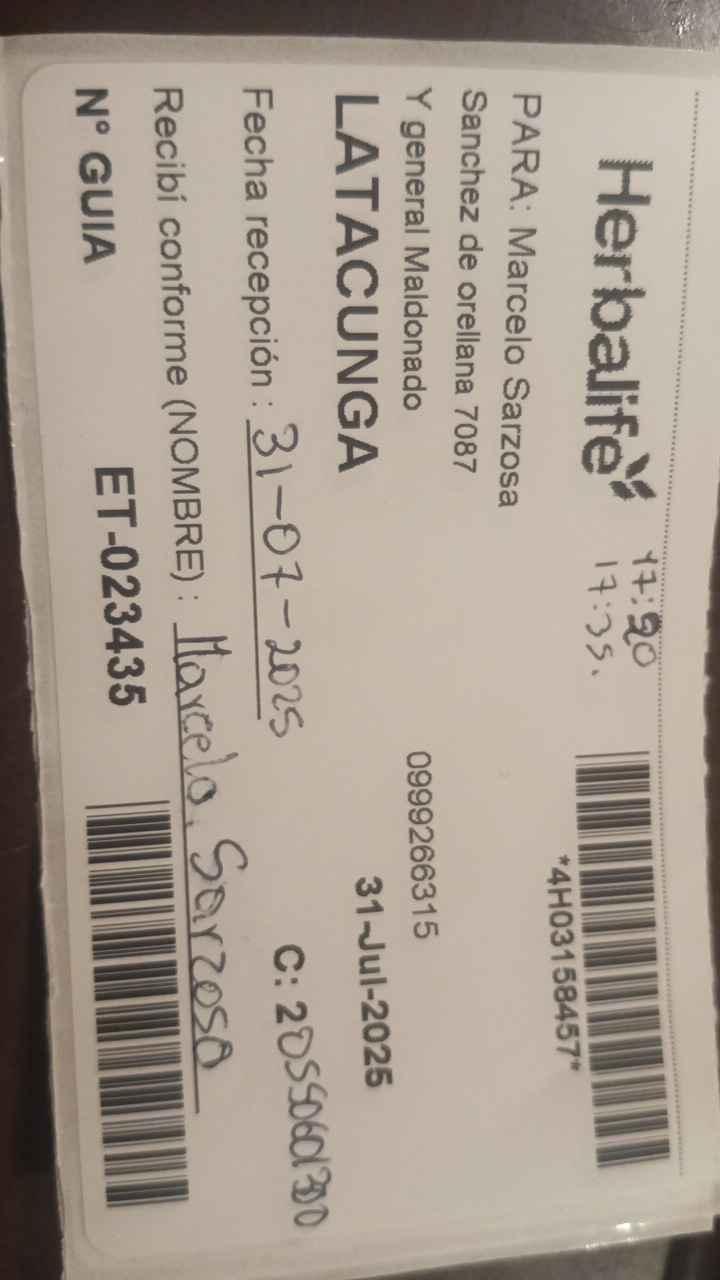 Herbalife
17:20
17:35.
*4H03158457*
PARA: Marcelo Sarzosa
Sanchez de orellana 7087
Y general Maldonado
0999266315
LATACUNGA
31-Jul-2025
Fecha recepción : 31-07-2025
C: 2
Recibí conforme (NOMBRE) : Marcelo Sarzosa
N° GUIA
ET-023435